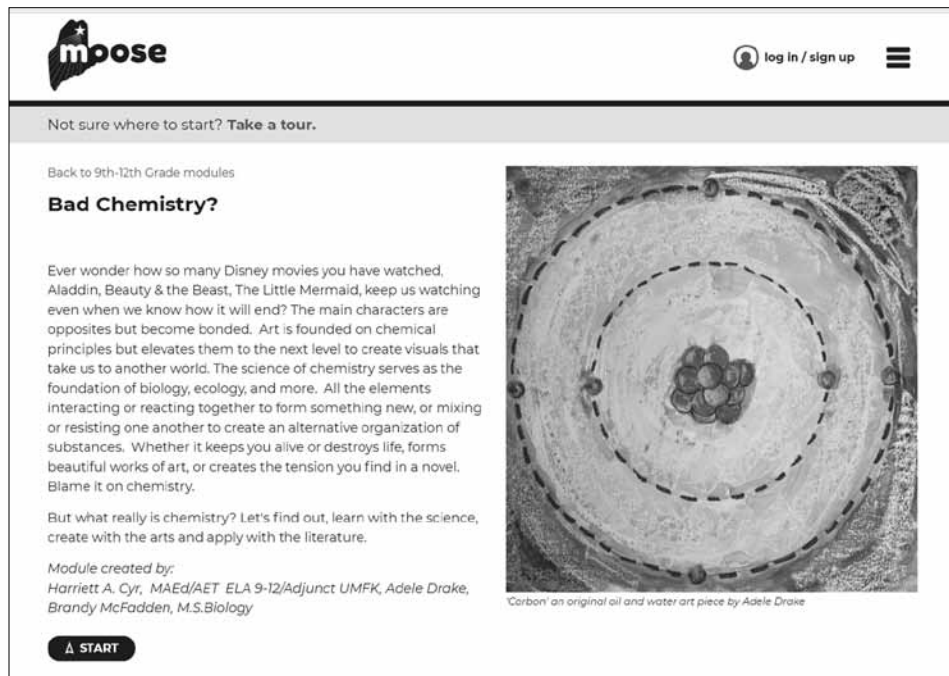 moose
log in / sign up
Not sure where to start? Take a tour.
Back to 9th-12th Grade modules
Bad Chemistry?
Ever wonder how so many Disney movies you have watched,
Aladdin, Beauty & the Beast, The Little Mermaid, keep us watching
even when we know how it will end? The main characters are
opposites but become bonded. Art is founded on chemical
principles but elevates them to the next level to create visuals that
take us to another world. The science of chemistry serves as the
foundation of biology, ecology, and more. All the elements
interacting or reacting together to form something new, or mixing
or resisting one another to create an alternative organization of
substances. Whether it keeps you alive or destroys life, forms
beautiful works of art, or creates the tension you find in a novel.
Blame it on chemistry.
But what really is chemistry? Let's find out, learn with the science,
create with the arts and apply with the literature.
Module created by:
Harriett A. Cyr, MAEd/AET ELA 9-12/Adjunct UMFK, Adele Drake,
Brandy McFadden, M.S.Biology
START
'Carbon' an original oil and water art piece by Adele Drake